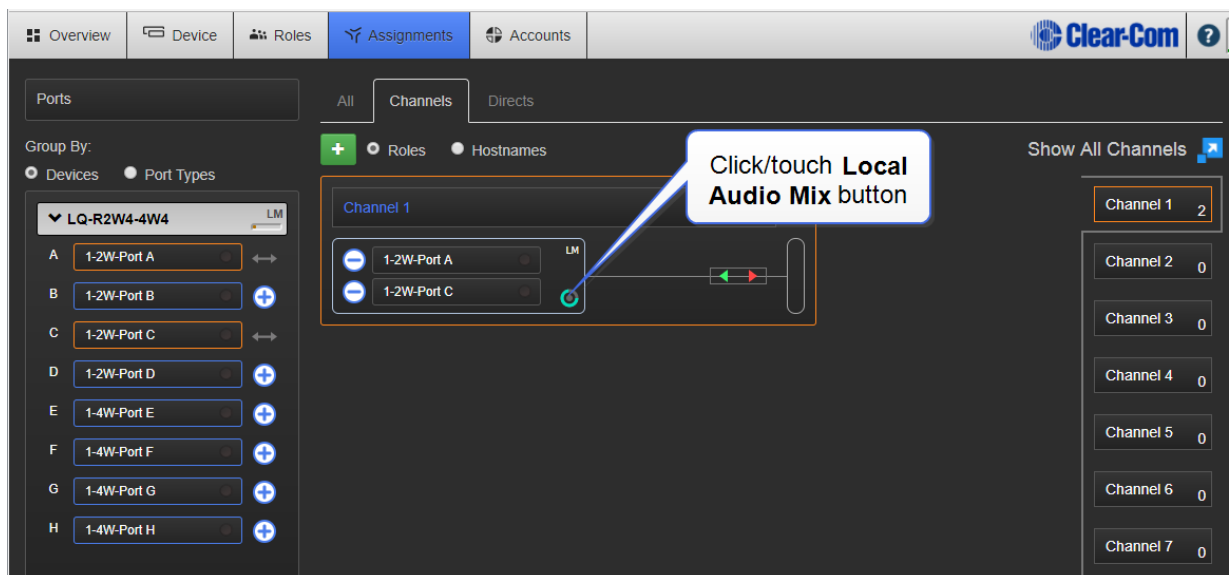 Overview Device Roles Assignments Accounts Clear-Com ?
Ports
All Channels Directs
Group By:
Roles Hostnames
Show All Channels
Devices Port Types
Click/touch Local
Audio Mix button
LQ-R2W4-4W4 LM
Channel 1
Channel 1 2
A 1-2W-Port A
1-2W-Port A LM
Channel 2 0
B 1-2W-Port B
1-2W-Port C
Channel 3 0
C 1-2W-Port C
D 1-2W-Port D
Channel 4 0
E 1-4W-Port E
Channel 5 0
F 1-4W-Port F
G 1-4W-Port G
Channel 6 0
H 1-4W-Port H
Channel 7 0